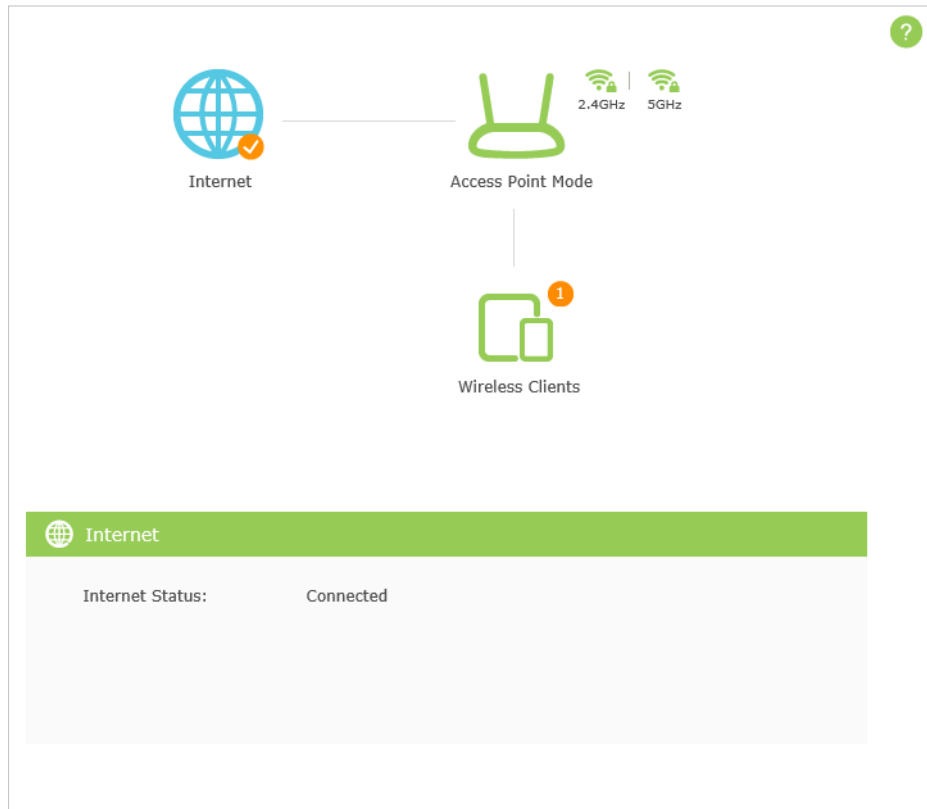 ?
2.4GHz 5GHz
Internet
Access Point Mode
1
Wireless Clients
Internet
Internet Status: Connected